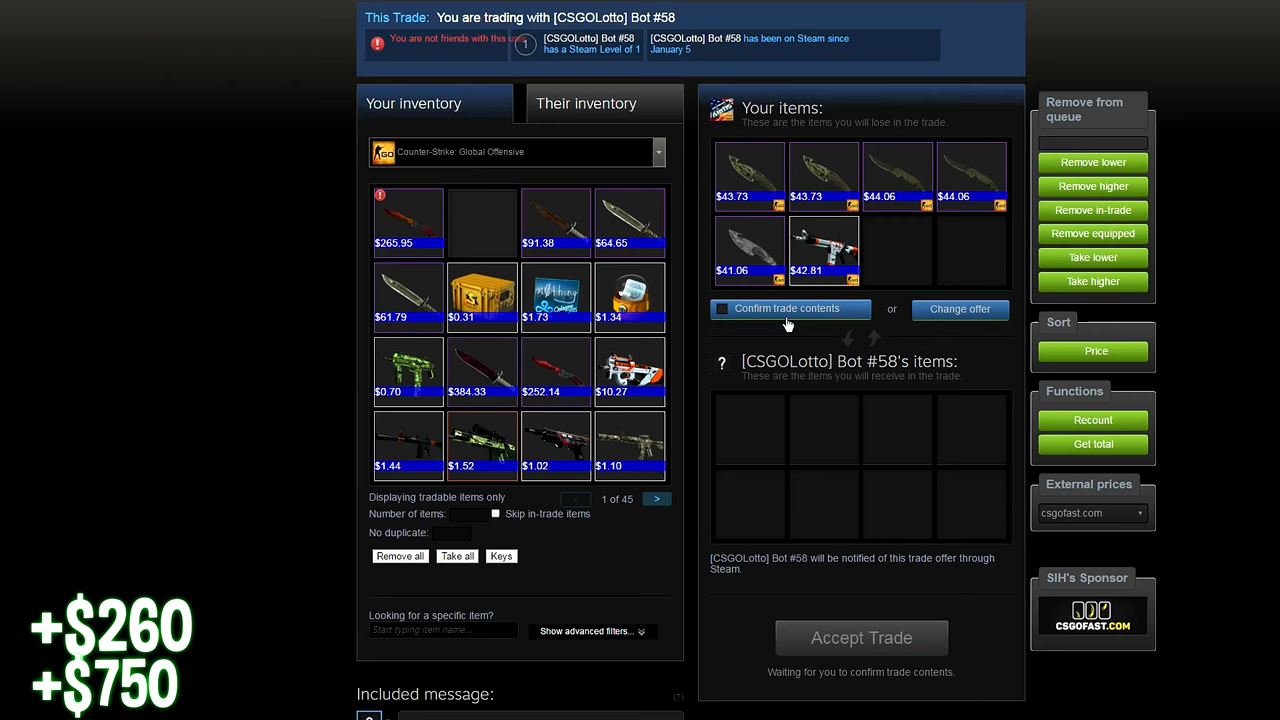 This Trade: You are trading with [CSGOLotto] Bot #58
You are not friends with this user
1
[CSGOLotto] Bot #58
has a Steam Level of 1
[CSGOLotto] Bot #58 has been on Steam since
January 5
Your inventory
Their inventory
Counter-Strike: Global Offensive
$265.95
$91.38
$64.65
$61.79
$0.31
$1.73
$1.34
$0.70
$384.33
$252.14
$10.27
$1.44
$1.52
$1.02
$1.10
Displaying tradable items only
< 1 of 45 >
Number of items:
Skip in-trade items
No duplicate:
Remove all
Take all
Keys
Looking for a specific item?
Start typing item name...
Show advanced filters...
Included message:
Your items:
These are the items you will lose in the trade.
$43.73
$43.73
$44.06
$44.06
$41.06
$42.81
Confirm trade contents
or
Change offer
? [CSGOLotto] Bot #58's items:
These are the items you will receive in the trade.
[CSGOLotto] Bot #58 will be notified of this trade offer through
Steam.
Accept Trade
Waiting for you to confirm trade contents.
Remove from
queue
Remove lower
Remove higher
Remove in-trade
Remove equipped
Take lower
Take higher
Sort
Price
Functions
Recount
Get total
External prices
csgofast.com
SIH's Sponsor
CSGOFAST.COM
+$260
+$750